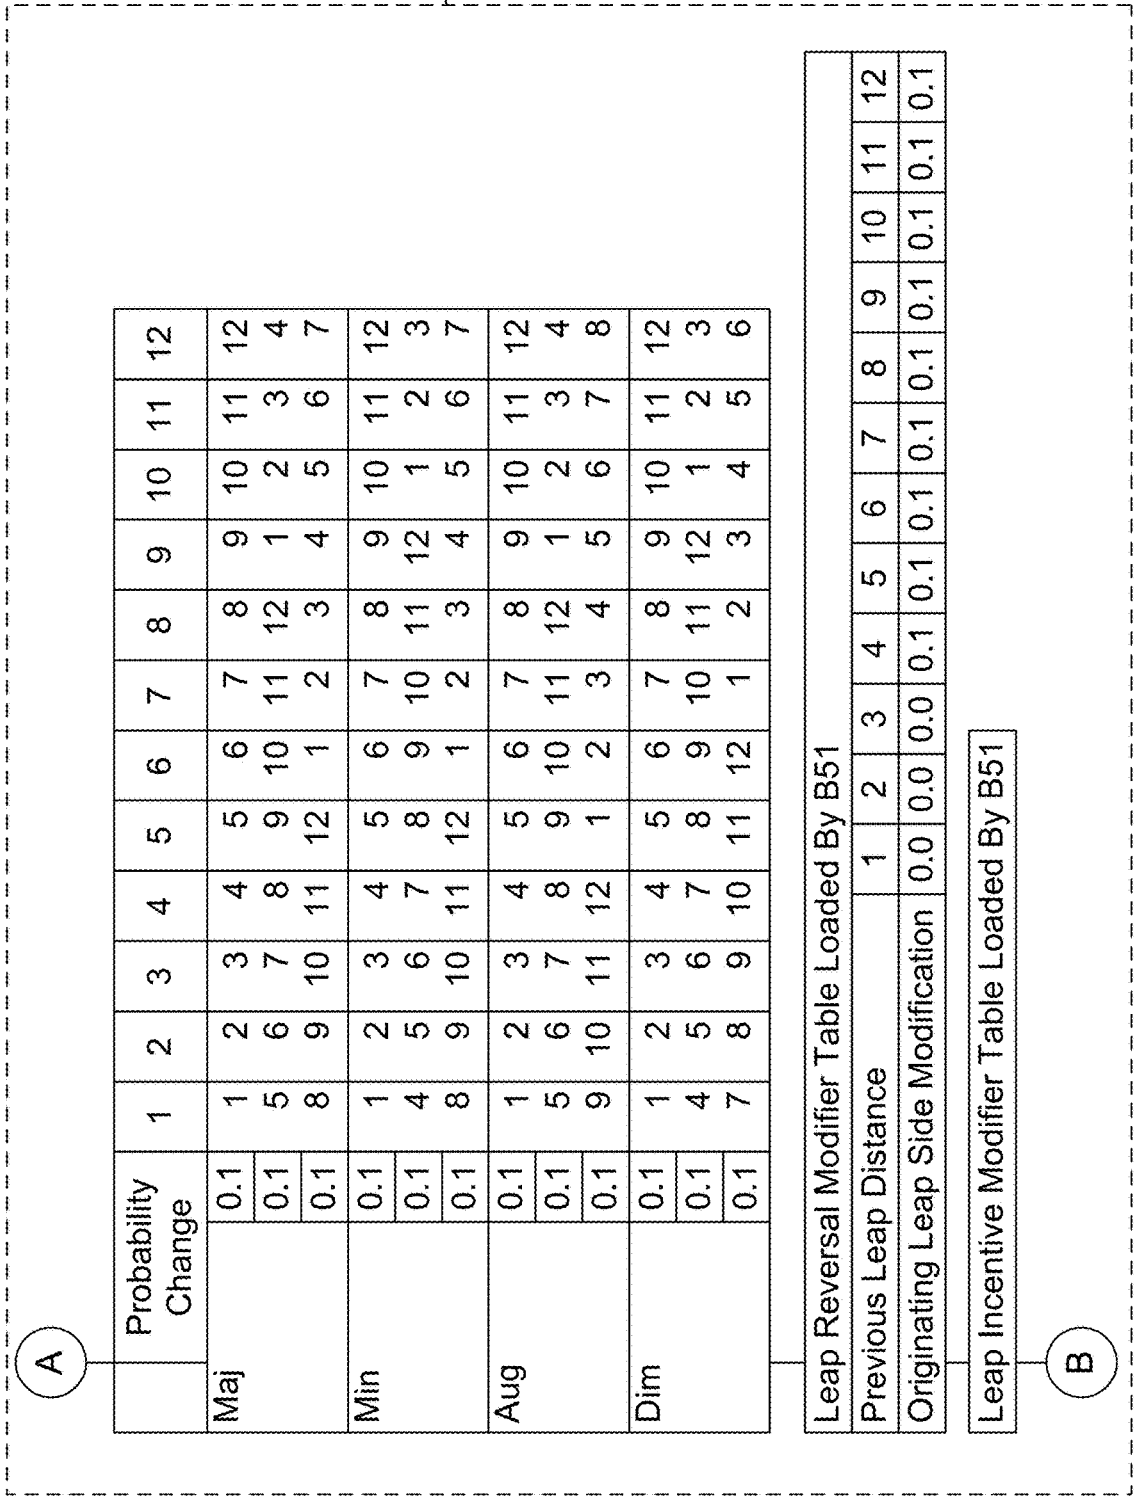 A
Probability
Change 1 2 3 4 5 6 7 8 9 10 11 12
Maj 0.1 1 2 3 4 5 6 7 8 9 10 11 12
0.1 5 6 7 8 9 10 11 12 1 2 3 4
0.1 8 9 10 11 12 1 2 3 4 5 6 7
Min 0.1 1 2 3 4 5 6 7 8 9 10 11 12
0.1 4 5 6 7 8 9 10 11 12 1 2 3
0.1 8 9 10 11 12 1 2 3 4 5 6 7
Aug 0.1 1 2 3 4 5 6 7 8 9 10 11 12
0.1 5 6 7 8 9 10 11 12 1 2 3 4
0.1 9 10 11 12 1 2 3 4 5 6 7 8
Dim 0.1 1 2 3 4 5 6 7 8 9 10 11 12
0.1 4 5 6 7 8 9 10 11 12 1 2 3
0.1 7 8 9 10 11 12 1 2 3 4 5 6
Leap Reversal Modifier Table Loaded By B51
Previous Leap Distance 1 2 3 4 5 6 7 8 9 10 11 12
Originating Leap Side Modification 0.0 0.0 0.0 0.1 0.1 0.1 0.1 0.1 0.1 0.1 0.1 0.1
Leap Incentive Modifier Table Loaded By B51
B